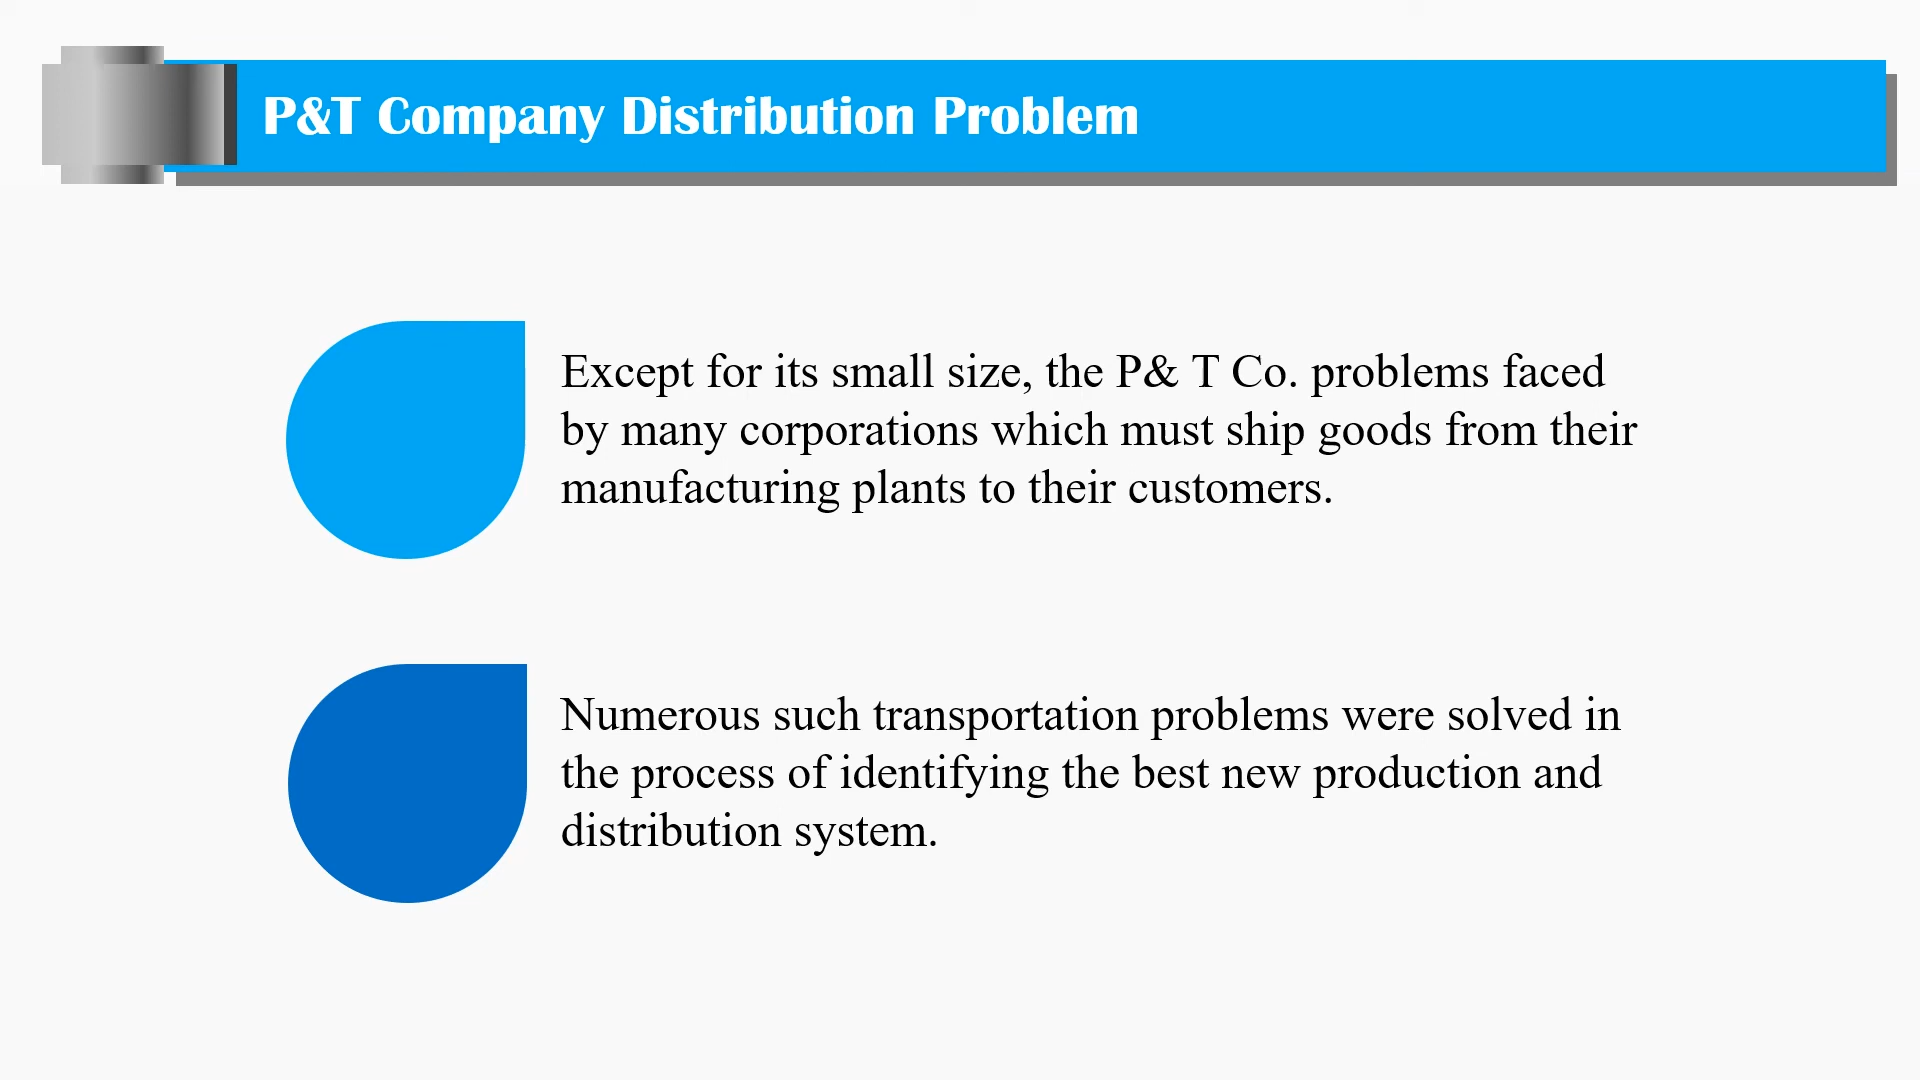 P&T Company Distribution Problem
Except for its small size, the P& T Co. problems faced
by many corporations which must ship goods from their
manufacturing plants to their customers.
Numerous such transportation problems were solved in
the process of identifying the best new production and
distribution system.